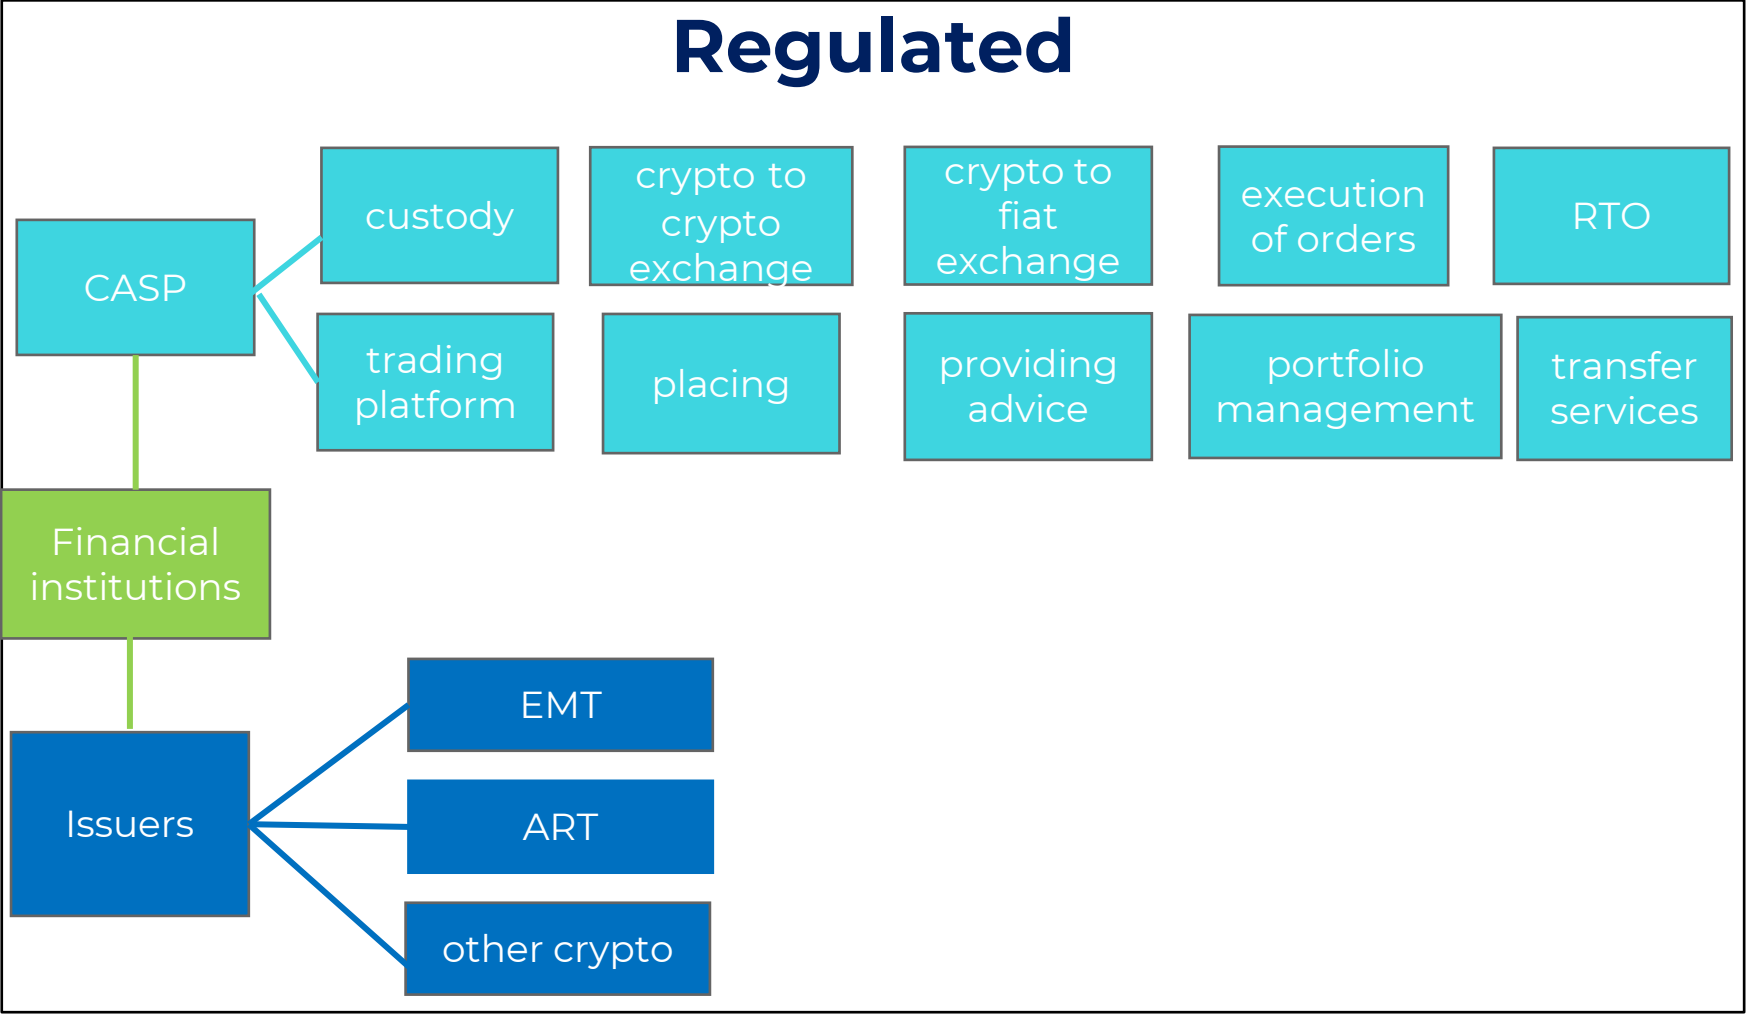 Regulated
CASP
custody
crypto to
crypto
exchange
crypto to
fiat
exchange
execution
of orders
RTO
trading
platform
placing
providing
advice
portfolio
management
transfer
services
Financial
institutions
Issuers
EMT
ART
other crypto